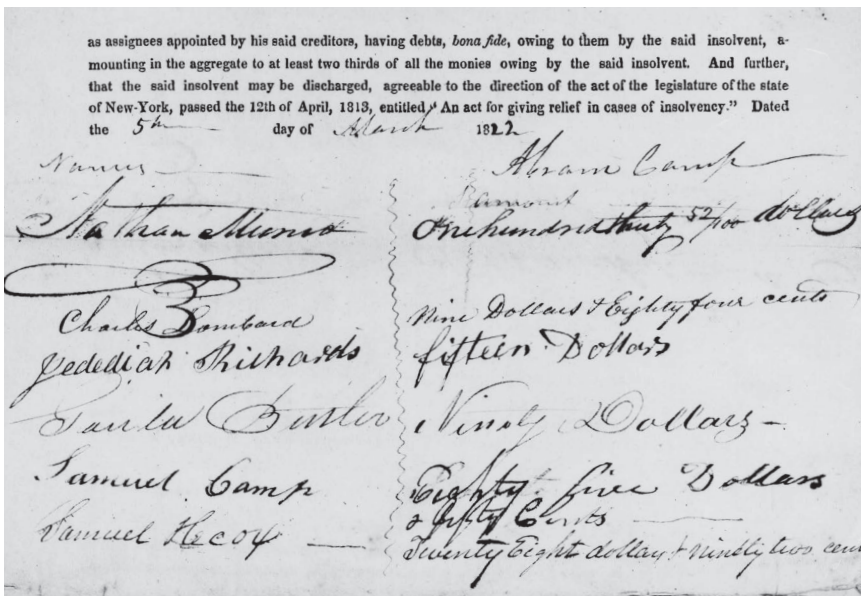 as assignees appointed by his said creditors, having debts, bona fide, owing to them by the said insolvent, a-
mounting in the aggregate to at least two thirds of all the monies owing by the said insolvent. And further,
that the said insolvent may be discharged, agreeable to the direction of the act of the legislature of the state
of New-York, passed the 12th of April, 1813, entitled, "An act for giving relief in cases of insolvency." Dated
the 5th day of March 1822
Names Abram Camp
Amount
Nathan Munro One hundred thirty 52/100 dollars
Charles Lombard Nine Dollars & Eighty four cents
Jedediah Richards fifteen Dollars
Butler Ninety Dollars
Samuel Camp Eighty five Dollars
& fifty Cents
Samuel Hecox Twenty Eight dollars & ninety two cen